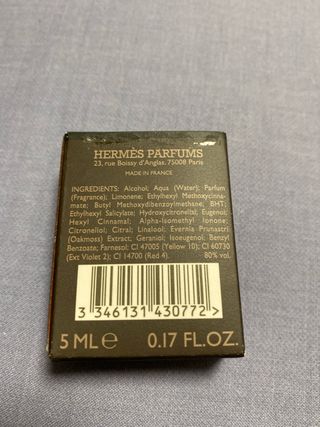 HERMÈS PARFUMS
23, rue Boissy d'Anglas. 75008 Paris
MADE IN FRANCE
INGREDIENTS: Alcohol; Aqua (Water); Parfum
(Fragrance); Limonene; Ethylhexyl Methoxycinna-
mate; Butyl Methoxydibenzoylmethane; BHT;
Ethylhexyl Salicylate; Hydroxycitronellal; Eugenol;
Hexyl Cinnamal; Alpha-Isomethyl Ionone;
Citronellol; Citral; Linalool; Evernia Prunastri
(Oakmoss) Extract; Geraniol; Isoeugenol; Benzyl
Benzoate; Farnesol; CI 47005 (Yellow 10); CI 60730
(Ext Violet 2); CI 14700 (Red 4). 80% vol.
3 346131 430772 >
5 ML ℮ 0.17 FL.OZ.